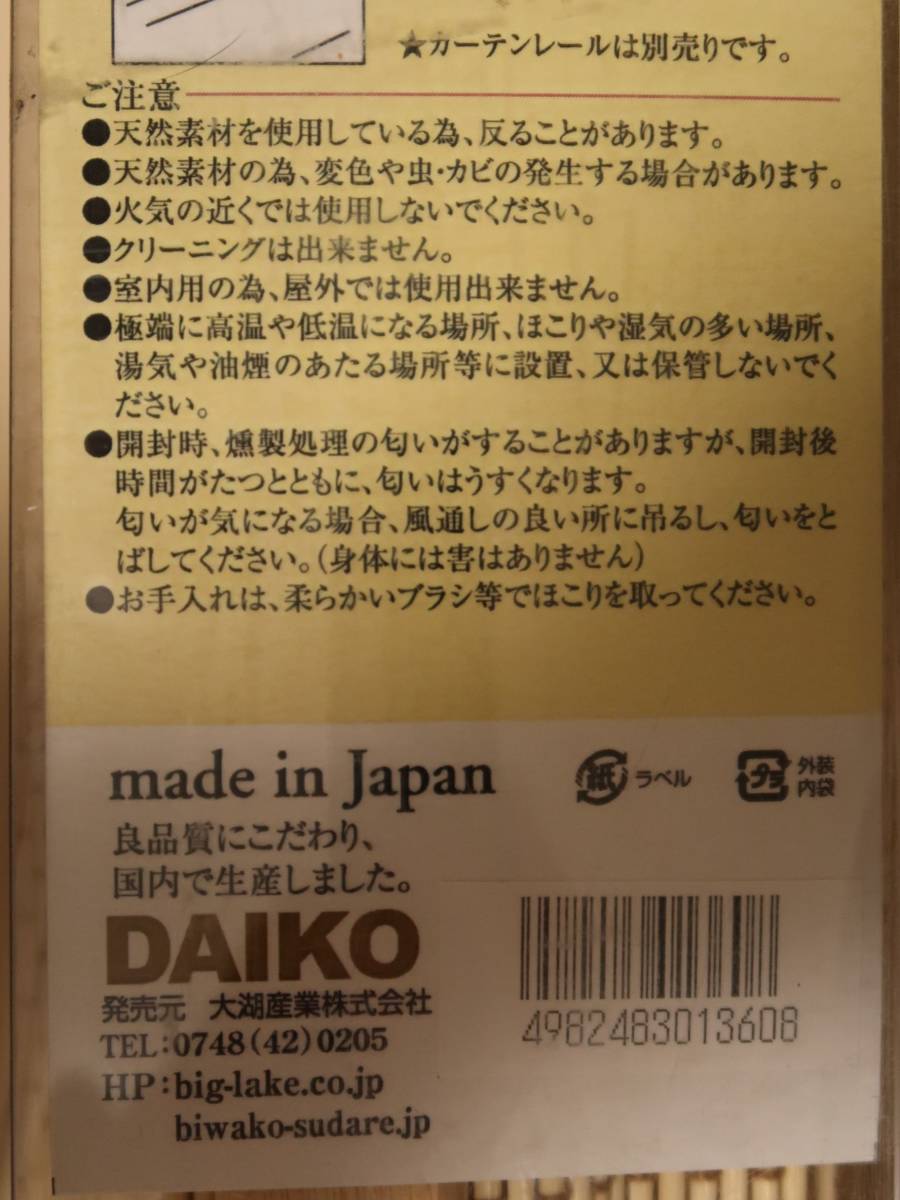 ★カーテンレールは別売りです。
ご注意
●天然素材を使用している為、反ることがあります。
●天然素材の為、変色や虫・カビの発生する場合があります。
●火気の近くでは使用しないでください。
●クリーニングは出来ません。
●室内用の為、屋外では使用出来ません。
●極端に高温や低温になる場所、ほこりや湿気の多い場所、
湯気や油煙のあたる場所等に設置、又は保管しないでく
ださい。
●開封時、燻製処理の匂いがすることがありますが、開封後
時間がたつとともに、匂いはうすくなります。
匂いが気になる場合、風通しの良い所に吊るし、匂いをと
ばしてください。(身体には害はありません)
●お手入れは、柔らかいブラシ等でほこりを取ってください。
made in Japan
紙 ラベル
プラ 外装
内袋
良品質にこだわり、
国内で生産しました。
DAIKO
発売元 大湖産業株式会社
TEL:0748(42)0205
HP:big-lake.co.jp
biwako-sudare.jp
4982483013608